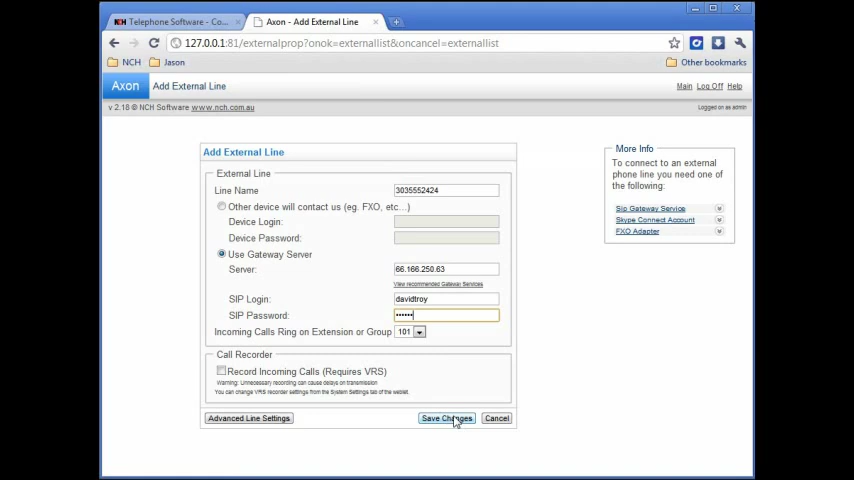 NCH Telephone Software - Co...
Axon - Add External Line
127.0.0.1:81/externalprop?onok=externallist&oncancel=externallist
NCH
Jason
Other bookmarks
Axon
Add External Line
Main Log Off Help
v 2.18 © NCH Software www.nch.com.au
Logged on as admin
Add External Line
External Line
Line Name
3035552424
Other device will contact us (eg. FXO, etc...)
Device Login:
Device Password:
Use Gateway Server
Server:
66.166.250.63
View recommended Gateway Services
SIP Login:
davidtroy
SIP Password:
••••••
Incoming Calls Ring on Extension or Group
101
Call Recorder
Record Incoming Calls (Requires VRS)
Warning: Unnecessary recording can cause delays on transmission
You can change VRS recorder settings from the System Settings tab of the weblet.
Advanced Line Settings
Save Changes
Cancel
More Info
To connect to an external
phone line you need one of
the following:
Sip Gateway Service
Skype Connect Account
FXO Adapter